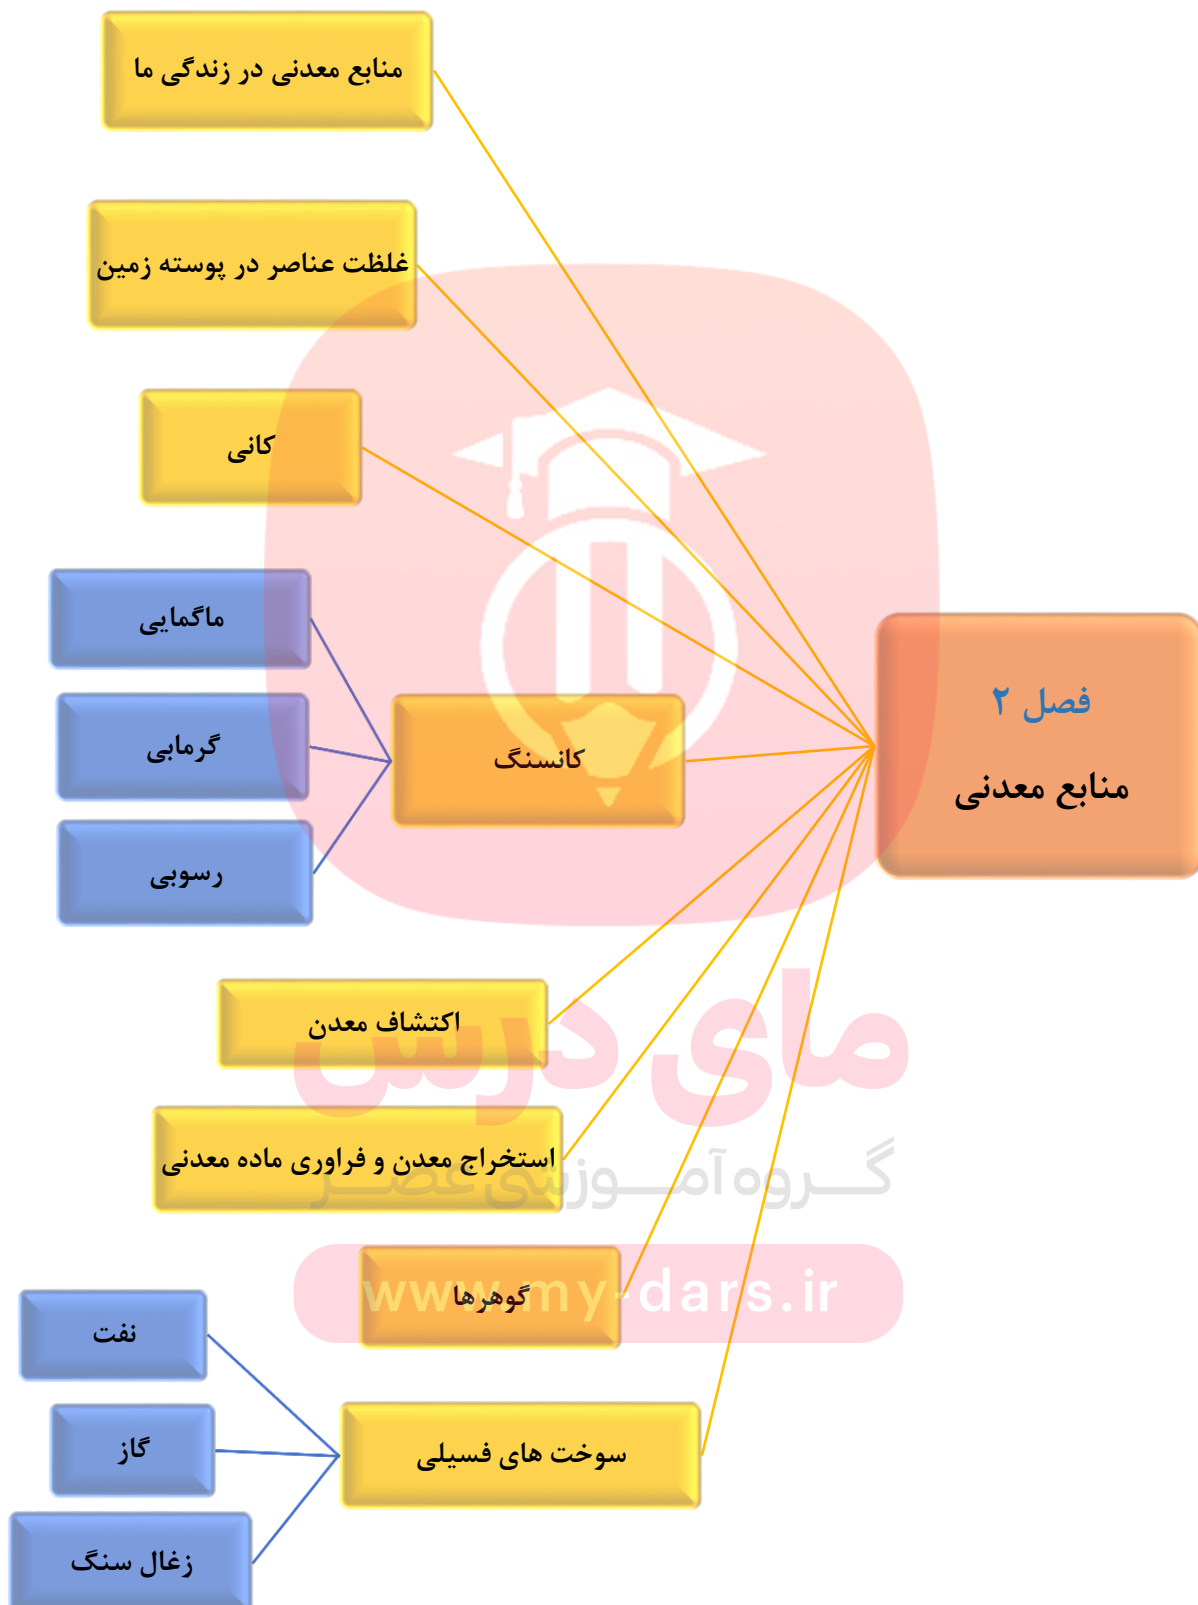 فصل ۲
منابع معدنی
منابع معدنی در زندگی ما
غلظت عناصر در پوسته زمین
کانی
کانسنگ
ماگمایی
گرمابی
رسوبی
اکتشاف معدن
استخراج معدن و فراوری ماده معدنی
گوهرها
سوخت های فسیلی
نفت
گاز
زغال سنگ
مای درس
گروه آموزشی عصر
www.my-dars.ir